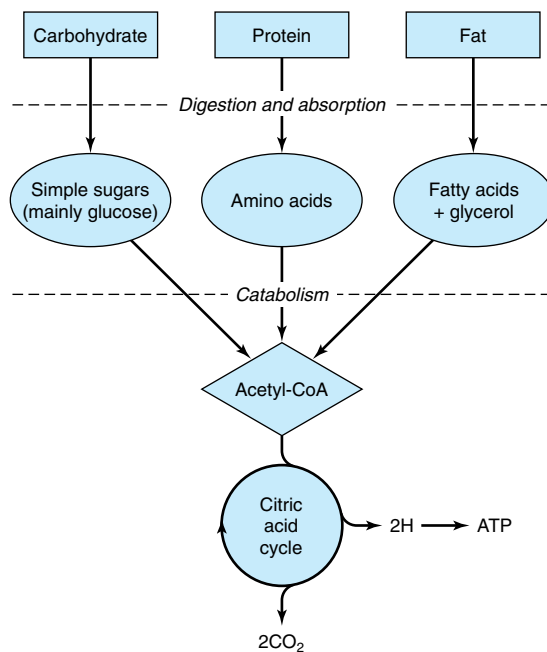 Carbohydrate
Protein
Fat
Digestion and absorption
Simple sugars
(mainly glucose)
Amino acids
Fatty acids
+ glycerol
Catabolism
Acetyl-CoA
Citric
acid
cycle
2H
ATP
2CO₂